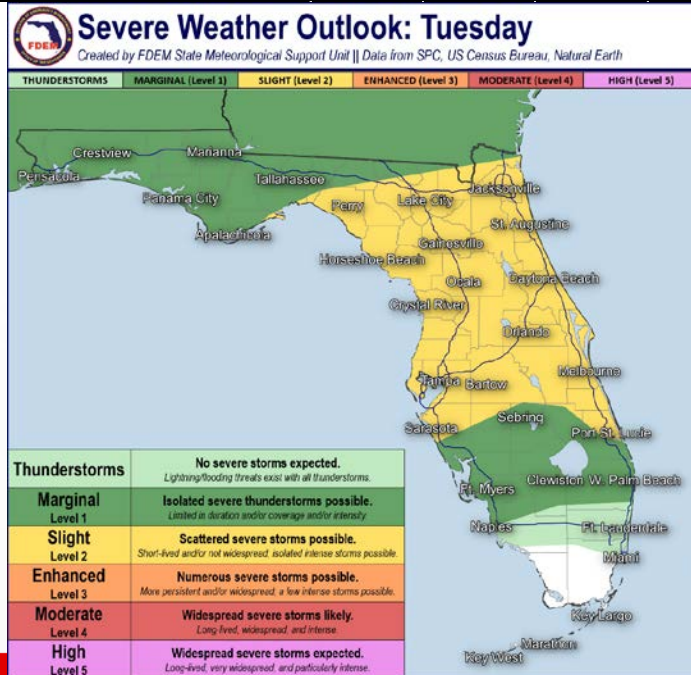 Severe Weather Outlook: Tuesday
FDEM
Created by FDEM State Meteorological Support Unit || Data from SPC, US Census Bureau, Natural Earth
THUNDERSTORMS MARGINAL (Level 1) SLIGHT (Level 2) ENHANCED (Level 3) MODERATE (Level 4) HIGH (Level 5)
Crestview
Marianna
Pensacola
Tallahassee
Jacksonville
Panama City
Perry
Lake City
Apalachicola
St. Augustine
Gainesville
Horseshoe Beach
Ocala
Daytona Beach
Crystal River
Orlando
Melbourne
Tampa
Bartow
Sebring
Sarasota
Port St. Lucie
Clewiston
W. Palm Beach
Ft. Myers
Naples
Ft. Lauderdale
Miami
Key Largo
Marathon
Key West
Thunderstorms
No severe storms expected.
Lightning/flooding threats exist with all thunderstorms.
Marginal
Level 1
Isolated severe thunderstorms possible.
Limited in duration and/or coverage and/or intensity
Slight
Level 2
Scattered severe storms possible.
Short-lived and/or not widespread, isolated intense storms possible.
Enhanced
Level 3
Numerous severe storms possible.
More persistent and/or widespread, a few intense storms possible.
Moderate
Level 4
Widespread severe storms likely.
Long-lived, widespread, and intense.
High
Level 5
Widespread severe storms expected.
Long-lived, very widespread, and particularly intense.